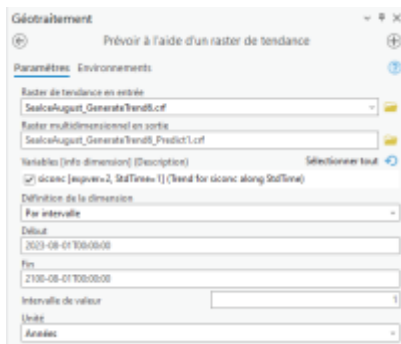 Géotraitement
Prévoir à l'aide d'un raster de tendance
Paramètres Environnements
Raster de tendance en entrée
SeaIceAugust_GenerateTrend6.crf
Raster multidimensionnel en sortie
SeaIceAugust_GenerateTrend6_Predict1.crf
Variables [Info dimension] (Description) Sélectionner tout
siconc [expver=2, StdTime=1] (Trend for siconc along StdTime)
Définition de la dimension
Par intervalle
Début
2023-08-01T00:00:00
Fin
2100-08-01T00:00:00
Intervalle de valeur 1
Unité
Années